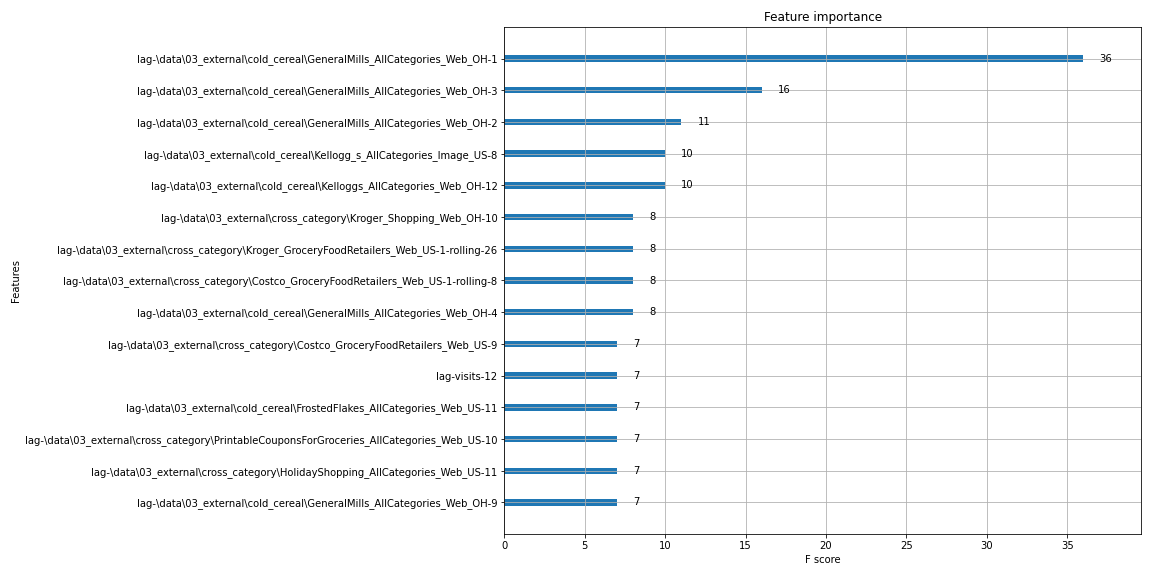 Feature importance
Features
lag-\data\03_external\cold_cereal\GeneralMills_AllCategories_Web_OH-1 36
lag-\data\03_external\cold_cereal\GeneralMills_AllCategories_Web_OH-3 16
lag-\data\03_external\cold_cereal\GeneralMills_AllCategories_Web_OH-2 11
lag-\data\03_external\cold_cereal\Kellogg_s_AllCategories_Image_US-8 10
lag-\data\03_external\cold_cereal\Kelloggs_AllCategories_Web_OH-12 10
lag-\data\03_external\cross_category\Kroger_Shopping_Web_OH-10 8
lag-\data\03_external\cross_category\Kroger_GroceryFoodRetailers_Web_US-1-rolling-26 8
lag-\data\03_external\cross_category\Costco_GroceryFoodRetailers_Web_US-1-rolling-8 8
lag-\data\03_external\cold_cereal\GeneralMills_AllCategories_Web_OH-4 8
lag-\data\03_external\cross_category\Costco_GroceryFoodRetailers_Web_US-9 7
lag-visits-12 7
lag-\data\03_external\cold_cereal\FrostedFlakes_AllCategories_Web_US-11 7
lag-\data\03_external\cross_category\PrintableCouponsForGroceries_AllCategories_Web_US-10 7
lag-\data\03_external\cross_category\HolidayShopping_AllCategories_Web_US-11 7
lag-\data\03_external\cold_cereal\GeneralMills_AllCategories_Web_OH-9 7
0 5 10 15 20 25 30 35
F score